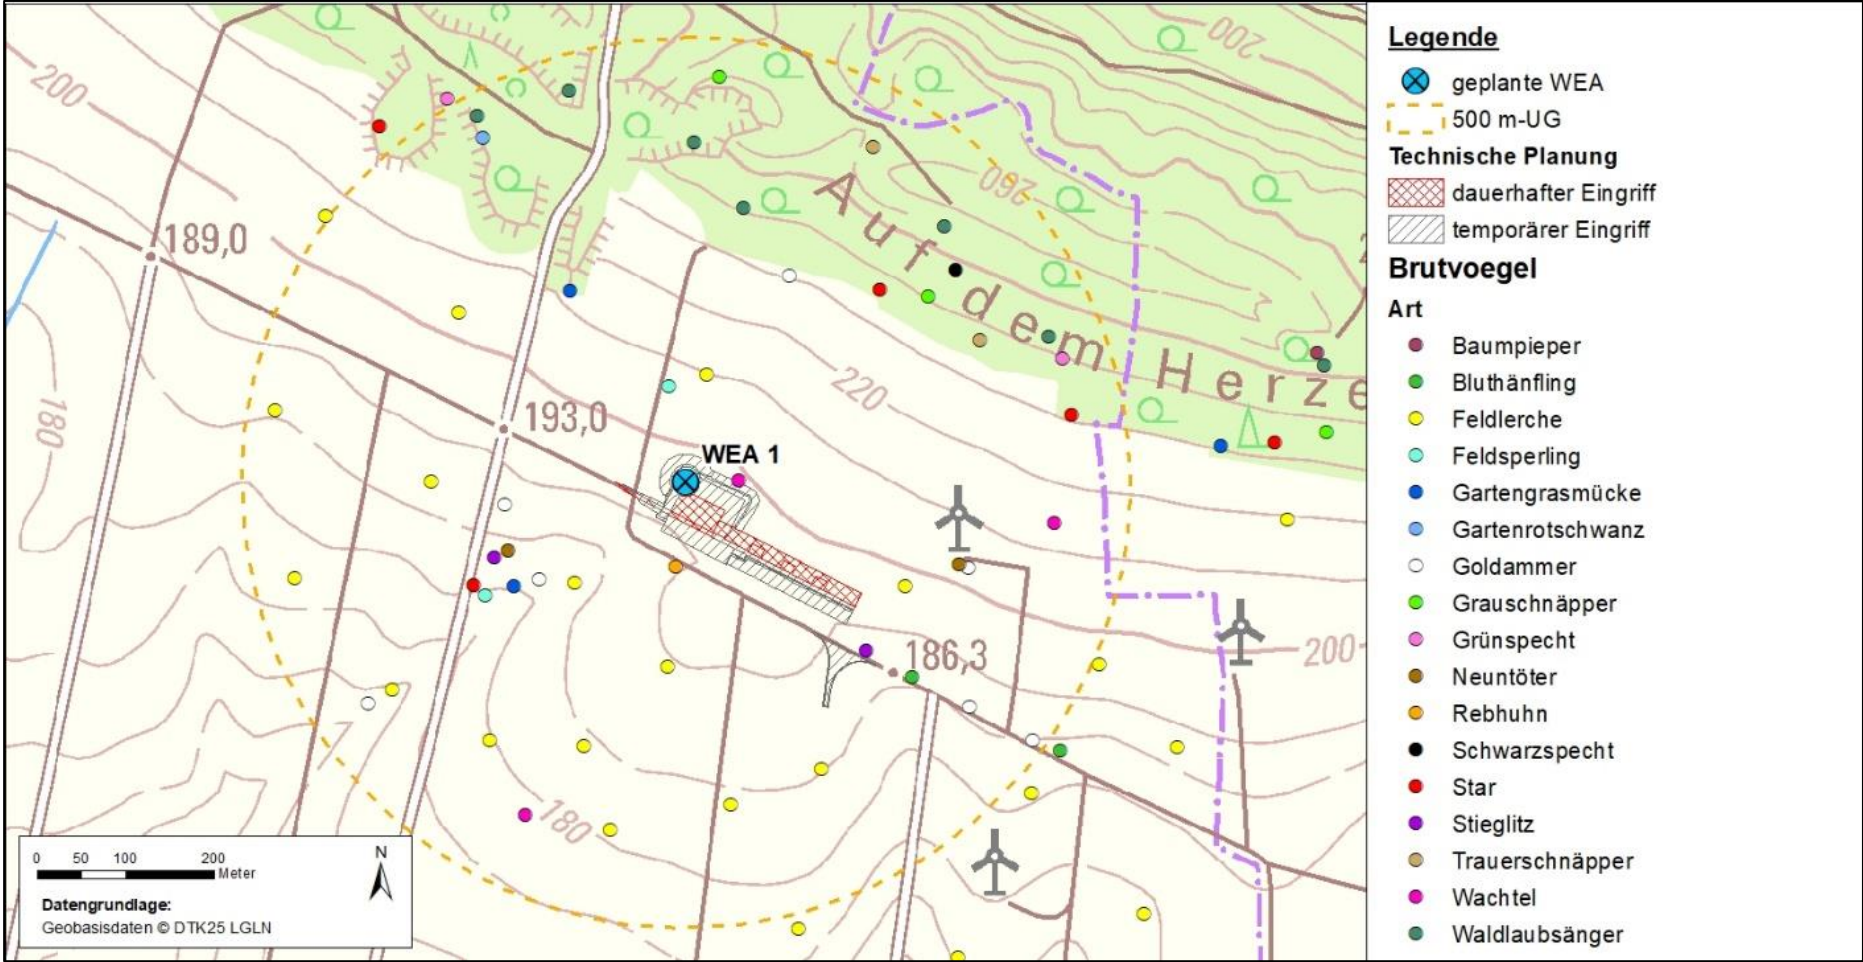 200
200
260
189,0
Auf dem Herze
220
180
193,0
WEA 1
200
186,3
180
0 50 100 200
Meter
N
Datengrundlage:
Geobasisdaten © DTK25 LGLN
Legende
geplante WEA
500 m-UG
Technische Planung
dauerhafter Eingriff
temporärer Eingriff
Brutvoegel
Art
Baumpieper
Bluthänfling
Feldlerche
Feldsperling
Gartengrasmücke
Gartenrotschwanz
Goldammer
Grauschnäpper
Grünspecht
Neuntöter
Rebhuhn
Schwarzspecht
Star
Stieglitz
Trauerschnäpper
Wachtel
Waldlaubsänger